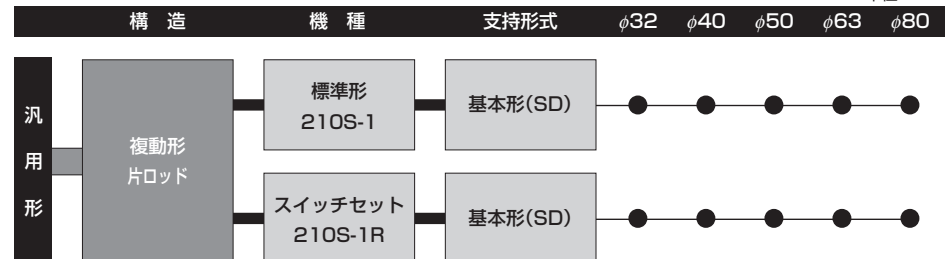 構　造　機　種　支持形式　φ32　φ40　φ50　φ63　φ80
汎用形
複動形
片ロッド
標準形
210S-1
基本形(SD)
スイッチセット
210S-1R
基本形(SD)